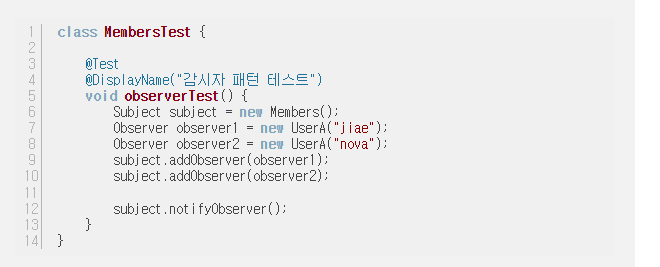 1 class MembersTest {
2
3     @Test
4     @DisplayName("감시자 패턴 테스트")
5     void observerTest() {
6         Subject subject = new Members();
7         Observer observer1 = new UserA("jiae");
8         Observer observer2 = new UserA("nova");
9         subject.addObserver(observer1);
10         subject.addObserver(observer2);
11
12         subject.notifyObserver();
13     }
14 }